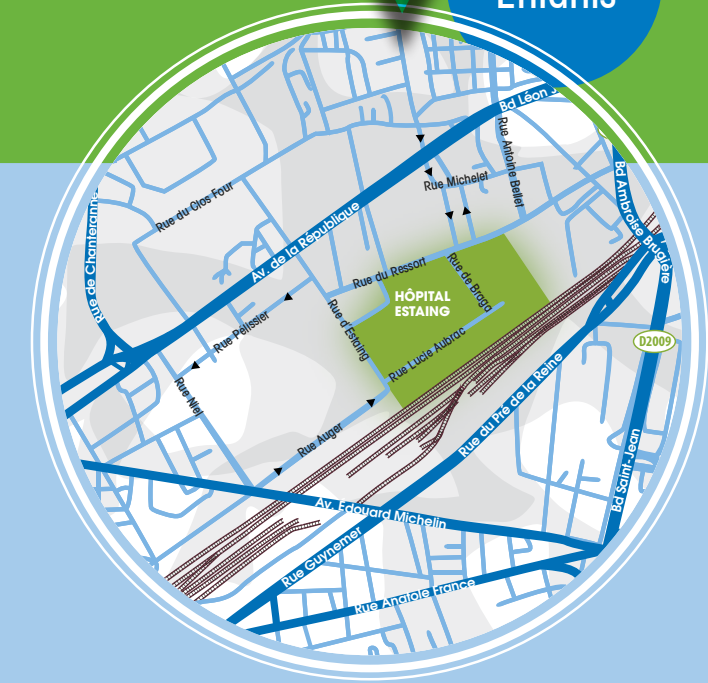 Enfants
Bd Léon J
Rue Antoine Bellet
Bd Ambroise Brugière
Rue Michelet
Rue du Clos Four
Rue de Chanteranne
Av. de la République
Rue du Ressort
Rue de Braga
HÔPITAL
ESTAING
Rue d'Estaing
Rue Pélissier
Rue Lucie Aubrac
D2009
Rue Niel
Rue du Pré de la Reine
Rue Auger
Bd Saint-Jean
Av. Edouard Michelin
Rue Guynemer
Rue Anatole France